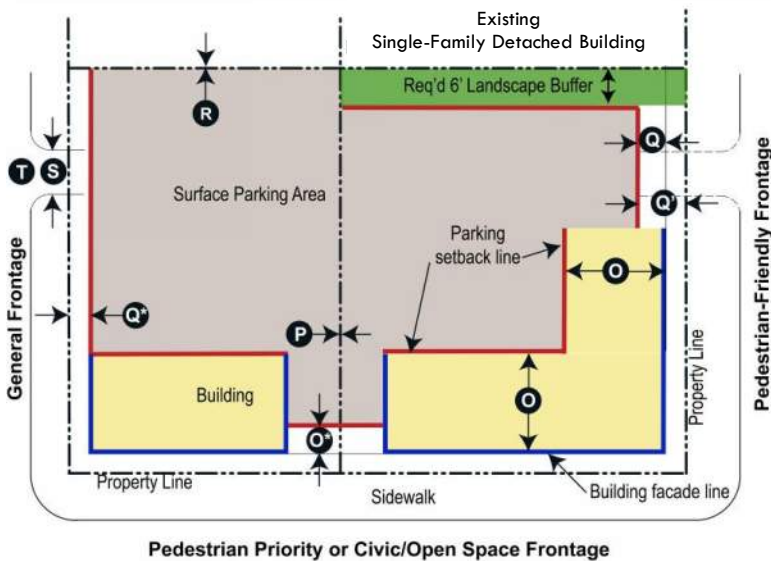 Existing
Single-Family Detached Building
Req'd 6' Landscape Buffer
R
Q
T S
Surface Parking Area
Q'
Parking
setback line
O
General Frontage
Pedestrian-Friendly Frontage
Q*
P
Property Line
Building
O
O*
Property Line
Sidewalk
Building facade line
Pedestrian Priority or Civic/Open Space Frontage